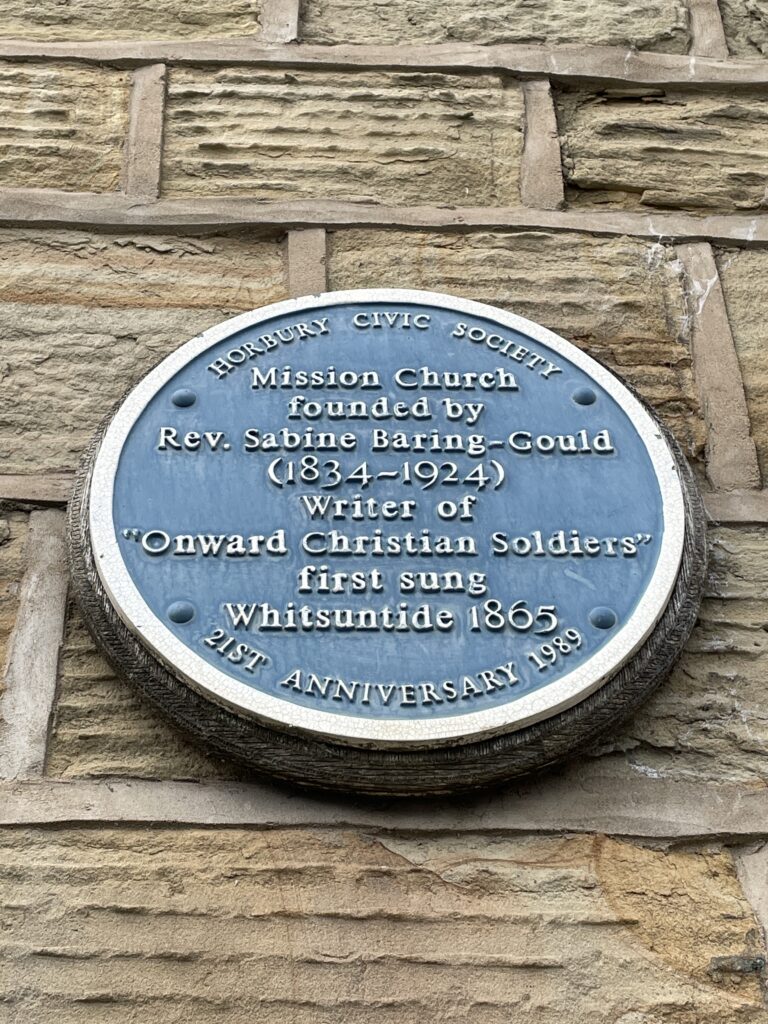 HORBURY CIVIC SOCIETY
Mission Church
founded by
Rev. Sabine Baring-Gould
(1834-1924)
Writer of
"Onward Christian Soldiers"
first sung
Whitsuntide 1865
21ST ANNIVERSARY 1989